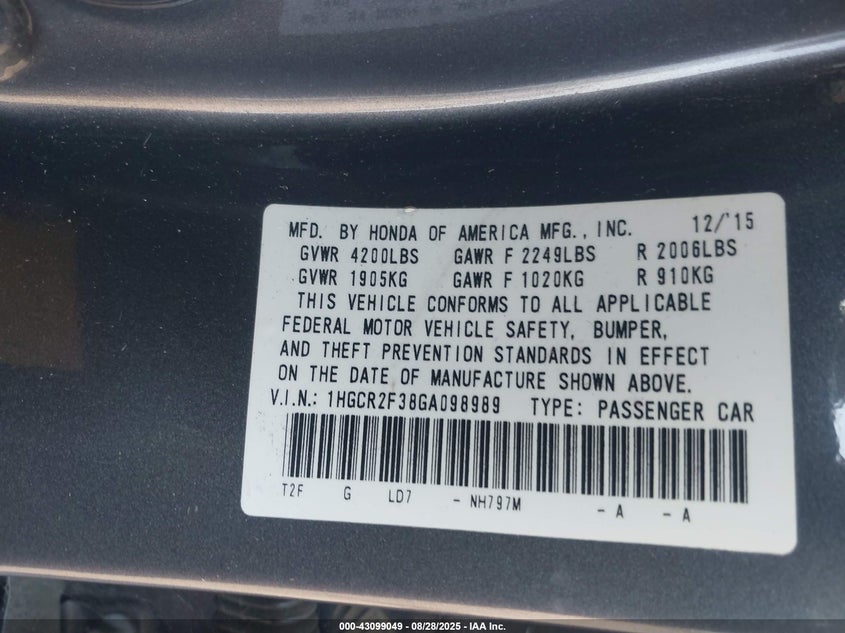 MFD. BY HONDA OF AMERICA MFG., INC. 12/'15
GVWR 4200LBS GAWR F 2249LBS R 2006LBS
GVWR 1905KG GAWR F 1020KG R 910KG
THIS VEHICLE CONFORMS TO ALL APPLICABLE
FEDERAL MOTOR VEHICLE SAFETY, BUMPER,
AND THEFT PREVENTION STANDARDS IN EFFECT
ON THE DATE OF MANUFACTURE SHOWN ABOVE.
V.I.N.: 1HGCR2F38GA098989 TYPE: PASSENGER CAR
T2F G LD7 - NH797M - A - A
000-43099049 - 08/28/2025 - IAA Inc.